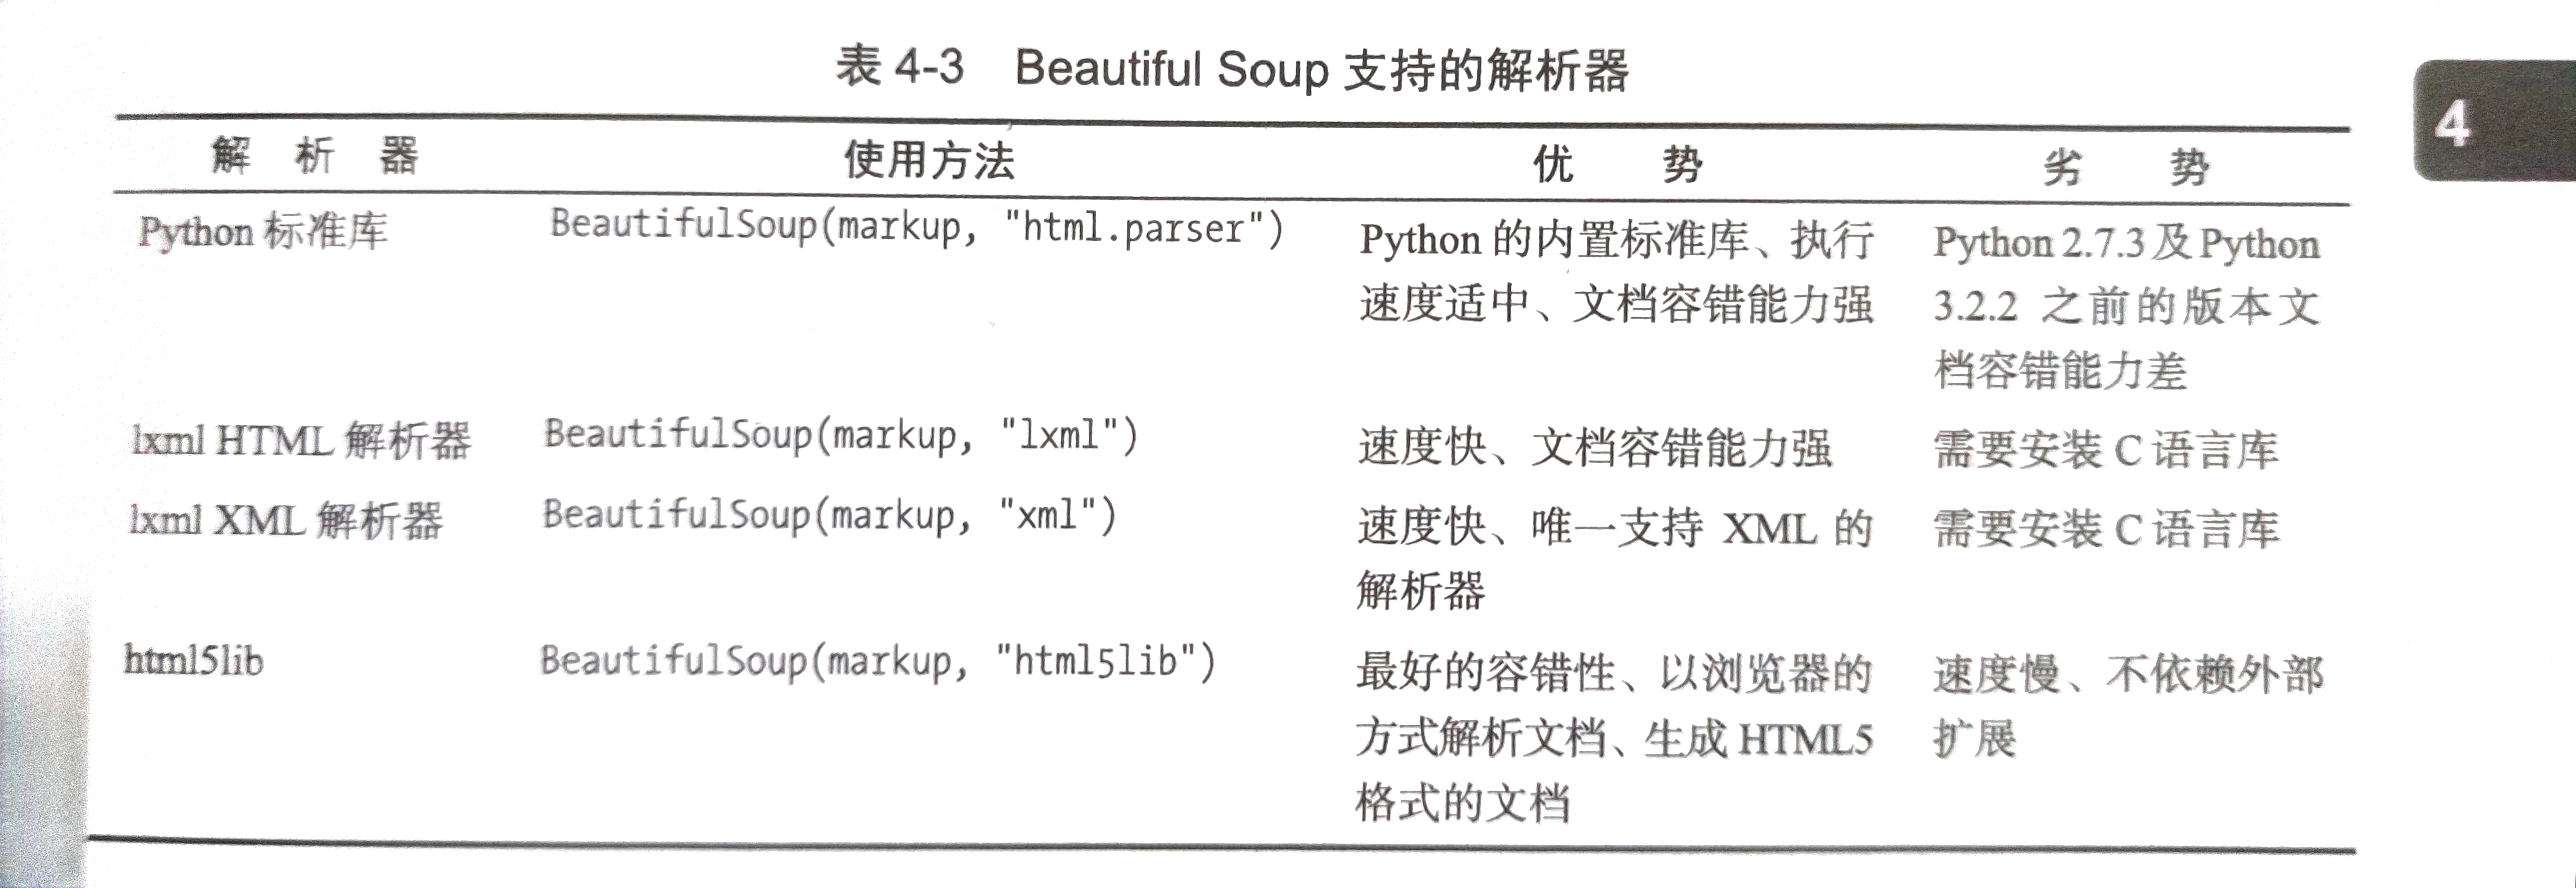 表 4-3 Beautiful Soup 支持的解析器
4
解 析 器 使用方法 优 势 劣 势
Python 标准库 BeautifulSoup(markup, "html.parser") Python 的内置标准库、执行 Python 2.7.3 及 Python
速度适中、文档容错能力强 3.2.2 之前的版本文
档容错能力差
lxml HTML 解析器 BeautifulSoup(markup, "lxml") 速度快、文档容错能力强 需要安装 C 语言库
lxml XML 解析器 BeautifulSoup(markup, "xml") 速度快、唯一支持 XML 的 需要安装 C 语言库
解析器
html5lib BeautifulSoup(markup, "html5lib") 最好的容错性、以浏览器的 速度慢、不依赖外部
方式解析文档、生成 HTML5 扩展
格式的文档